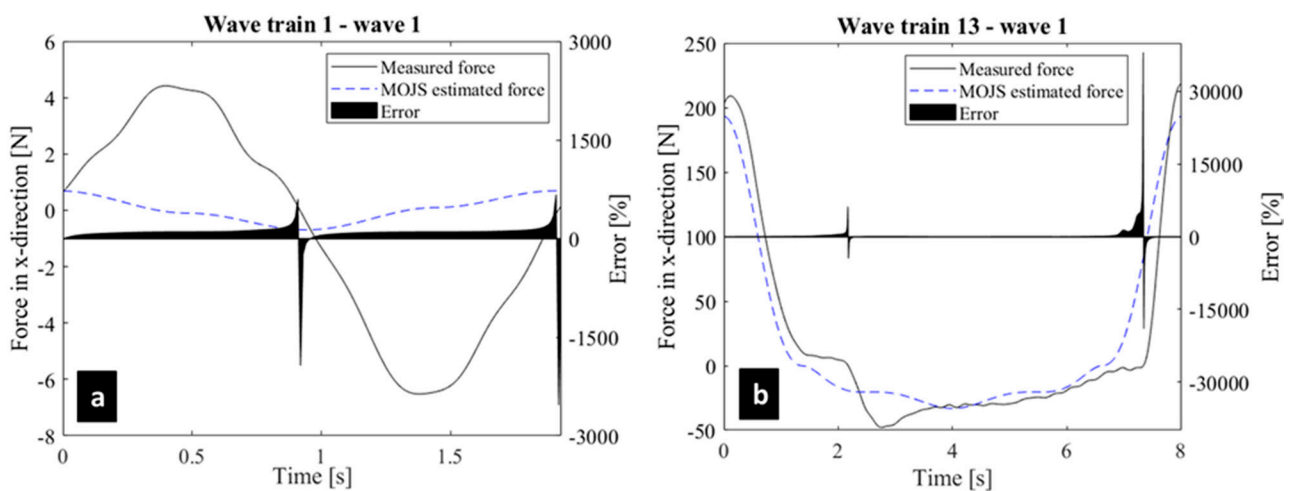 Wave train 1 - wave 1
Measured force
MOJS estimated force
Error
6
4
2
0
-2
-4
-6
-8
Force in x-direction [N]
3000
1500
0
-1500
-3000
Error [%]
0
0.5
1
1.5
Time [s]
a
Wave train 13 - wave 1
Measured force
MOJS estimated force
Error
250
200
150
100
50
0
-50
Force in x-direction [N]
30000
15000
0
-15000
-30000
Error [%]
0
2
4
6
8
Time [s]
b